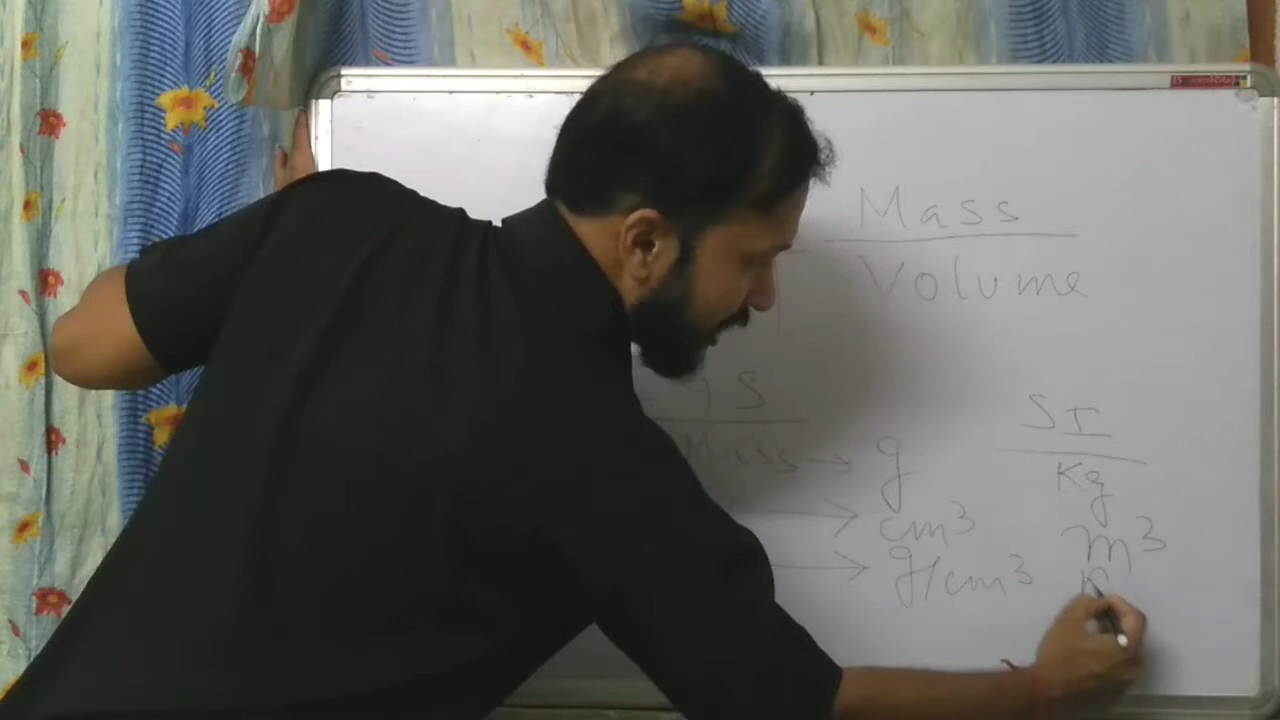 Mass
Volume
S SI
Mass → g Kg
→ cm³ m³
→ g/cm³ K